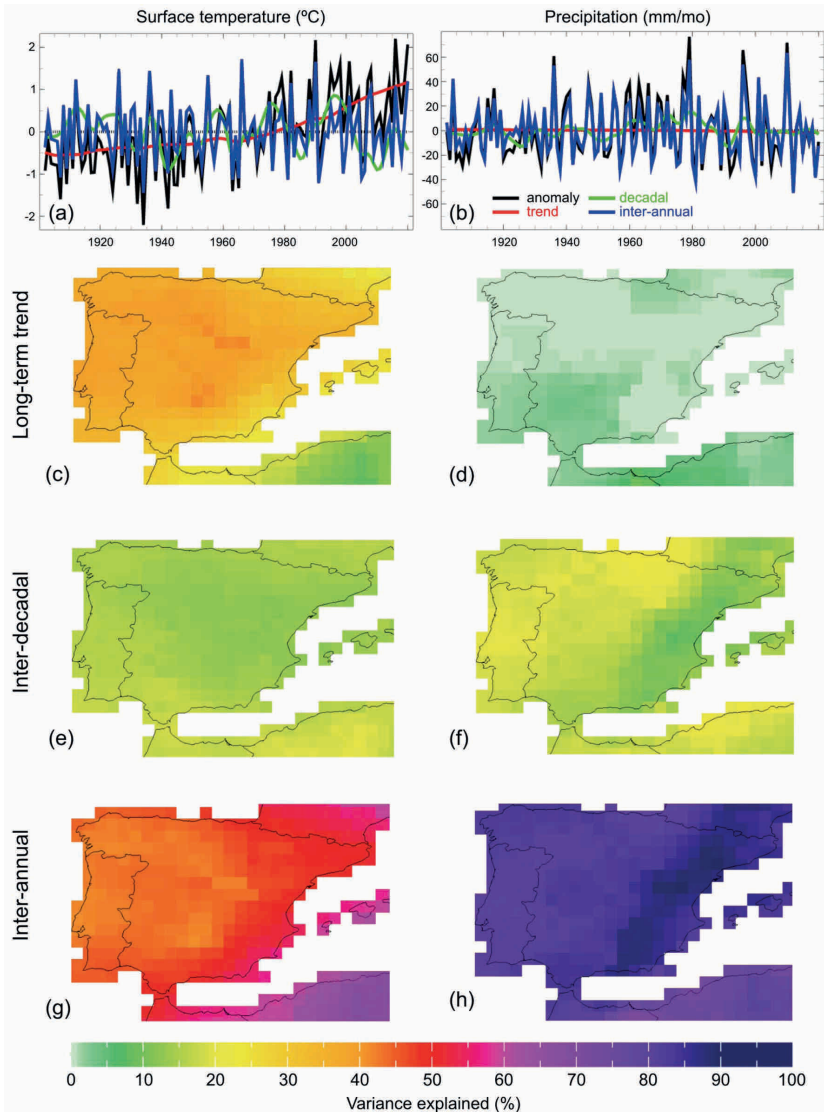 Surface temperature (ºC)
Precipitation (mm/mo)
2
1
0
-1
-2
(a)
1920 1940 1960 1980 2000
60
40
20
0
-20
-40
-60
(b)
anomaly
decadal
trend
inter-annual
1920 1940 1960 1980 2000
Long-term trend
(c)
(d)
Inter-decadal
(e)
(f)
Inter-annual
(g)
(h)
0 10 20 30 40 50 60 70 80 90 100
Variance explained (%)